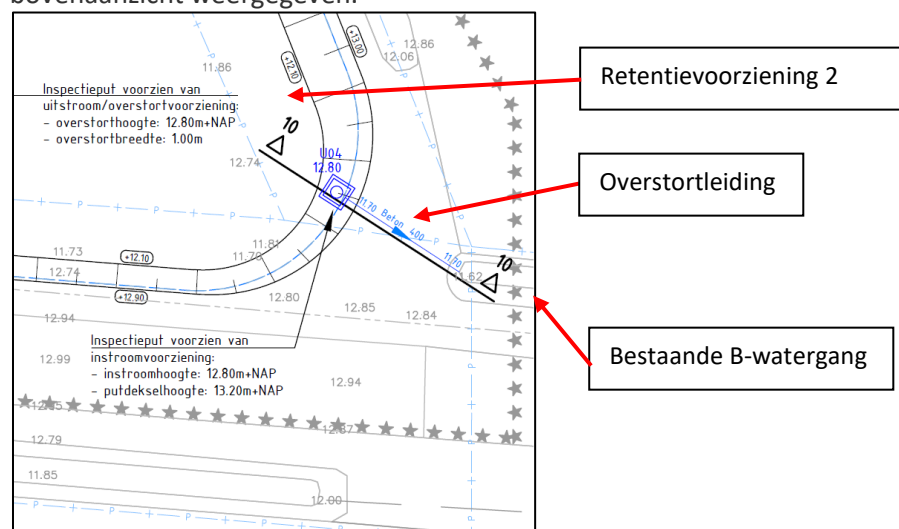 bovenaanzicht weergegeven.
+13.00
12.86
12.06
11.86
+12.10
Retentievoorziening 2
Inspectieput voorzien van
uitstroom/overstortvoorziening:
- overstorthoogte: 12.80m+NAP
- overstortbreedte: 1.00m
10
12.74
U04
12.80
Overstortleiding
11.70 Beton 400
11.70
11.73
+12.10
11.81
11.70
12.74
10
11.62
+12.90
12.80
12.85
12.84
12.94
Bestaande B-watergang
Inspectieput voorzien van
instroomvoorziening:
- instroomhoogte: 12.80m+NAP
- putdekselhoogte: 13.20m+NAP
12.99
12.94
12.79
11.85
12.00
P P P P